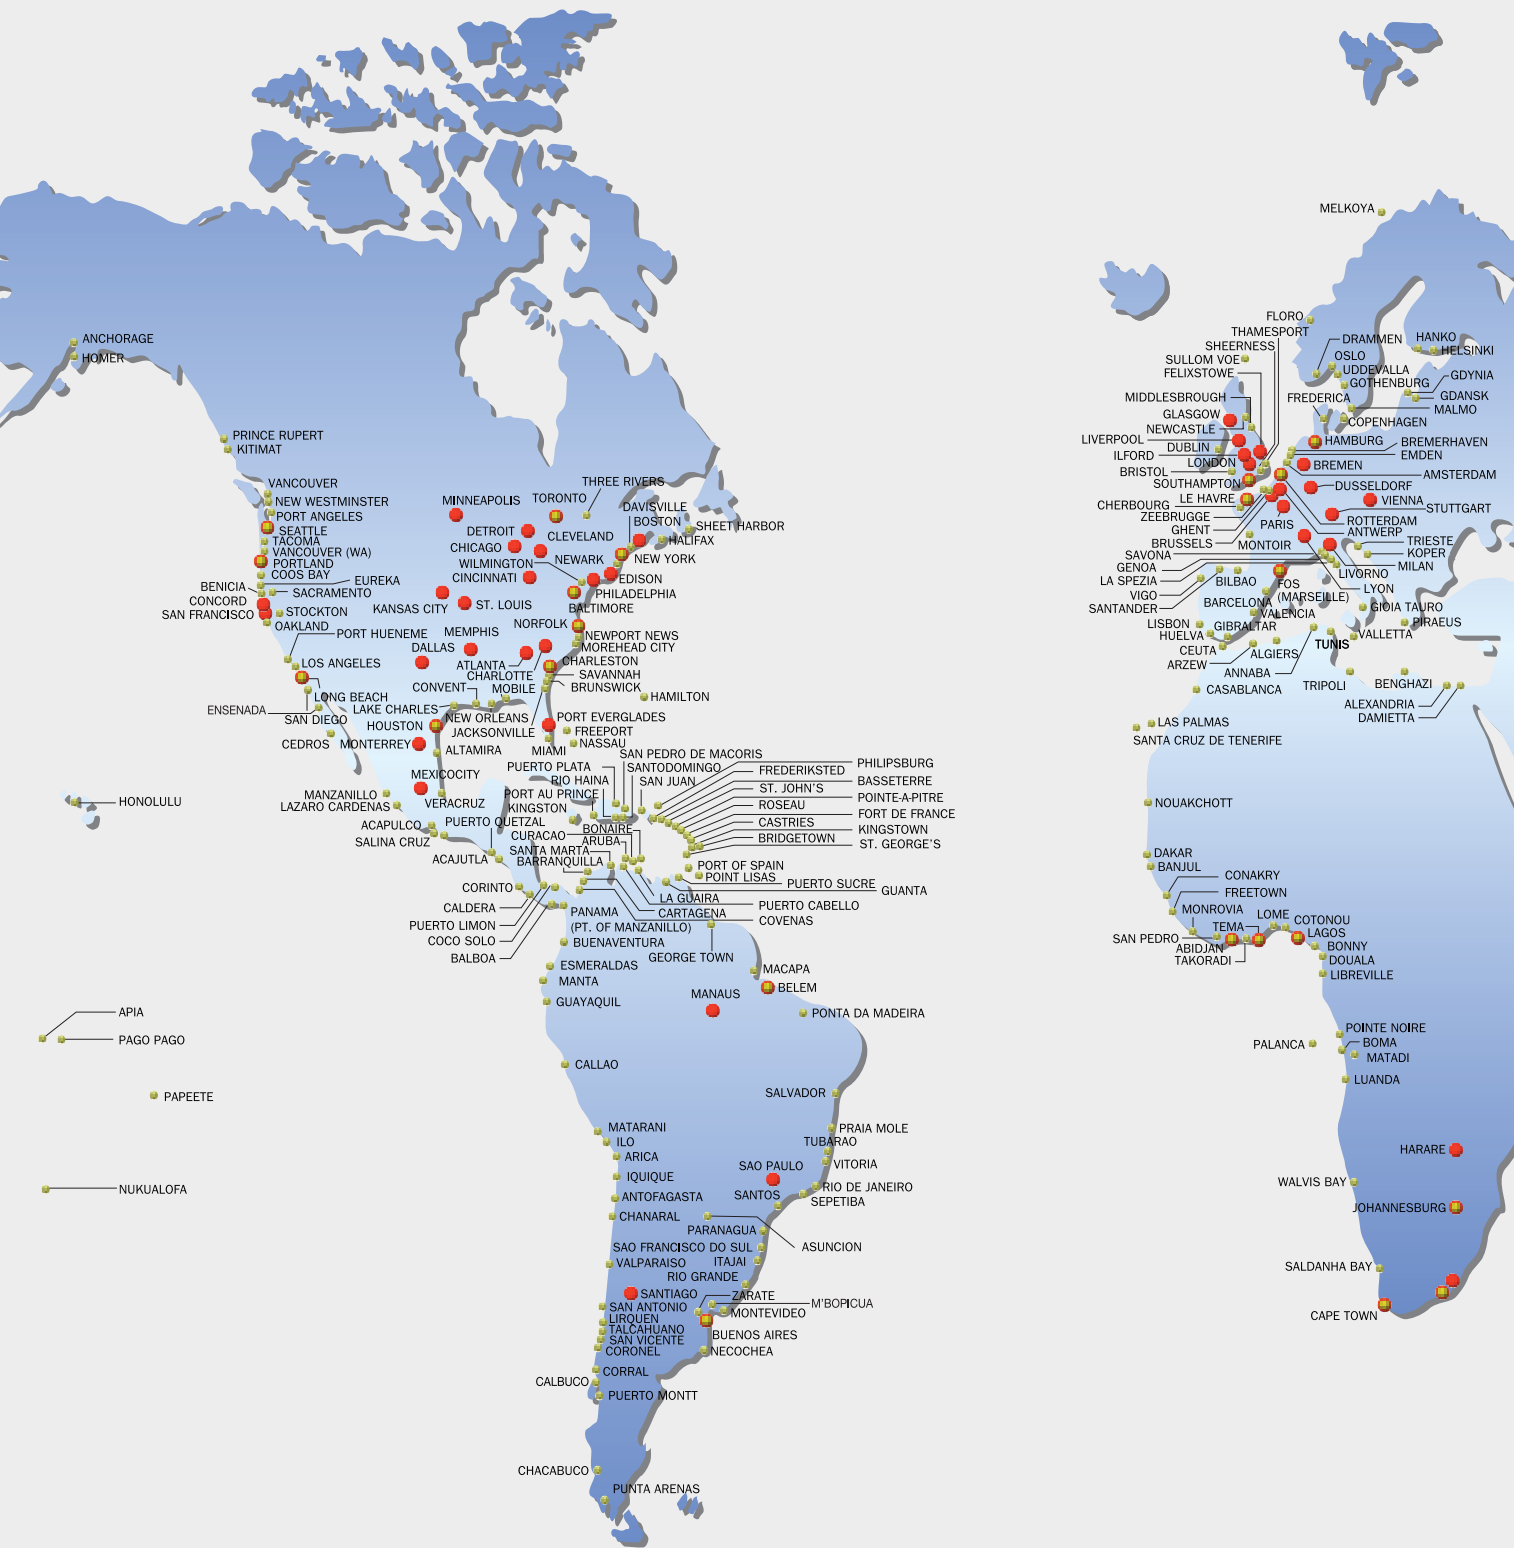 MELKOYA
ANCHORAGE
HOMER
FLORO
THAMESPORT
SHEERNESS
SULLOM VOE
FELIXSTOWE
DRAMMEN
HANKO
OSLO
HELSINKI
UDDEVALLA
GOTHENBURG
GDYNIA
GDANSK
MALMO
FREDERICA
COPENHAGEN
MIDDLESBROUGH
GLASGOW
NEWCASTLE
LIVERPOOL
DUBLIN
ILFORD
LONDON
BRISTOL
SOUTHAMPTON
LE HAVRE
CHERBOURG
ZEEBRUGGE
GHENT
BRUSSELS
HAMBURG
BREMERHAVEN
EMDEN
BREMEN
AMSTERDAM
DUSSELDORF
VIENNA
STUTTGART
PARIS
ROTTERDAM
ANTWERP
MONTOIR
TRIESTE
KOPER
MILAN
SAVONA
GENOA
LA SPEZIA
VIGO
SANTANDER
BILBAO
LIVORNO
LYON
FOS
(MARSEILLE)
BARCELONA
VALENCIA
GIOIA TAURO
PIRAEUS
LISBON
GIBRALTAR
HUELVA
CEUTA
ALGIERS
TUNIS
VALLETTA
ARZEW
ANNABA
CASABLANCA
TRIPOLI
BENGHAZI
ALEXANDRIA
DAMIETTA
LAS PALMAS
SANTA CRUZ DE TENERIFE
PRINCE RUPERT
KITIMAT
VANCOUVER
NEW WESTMINSTER
PORT ANGELES
SEATTLE
TACOMA
VANCOUVER (WA)
PORTLAND
COOS BAY
EUREKA
BENICIA
SACRAMENTO
CONCORD
SAN FRANCISCO
STOCKTON
OAKLAND
PORT HUENEME
LOS ANGELES
LONG BEACH
ENSENADA
SAN DIEGO
CEDROS
MINNEAPOLIS
TORONTO
THREE RIVERS
DAVISVILLE
BOSTON
SHEET HARBOR
HALIFAX
DETROIT
CLEVELAND
CHICAGO
NEWARK
NEW YORK
WILMINGTON
CINCINNATI
EDISON
PHILADELPHIA
KANSAS CITY
ST. LOUIS
BALTIMORE
NORFOLK
MEMPHIS
NEWPORT NEWS
DALLAS
MOREHEAD CITY
ATLANTA
CHARLESTON
CHARLOTTE
SAVANNAH
CONVENT
MOBILE
BRUNSWICK
HAMILTON
LAKE CHARLES
NEW ORLEANS
HOUSTON
JACKSONVILLE
PORT EVERGLADES
FREEPORT
MONTERREY
ALTAMIRA
MIAMI
NASSAU
MEXICOCITY
PUERTO PLATA
SAN PEDRO DE MACORIS
SANTODOMINGO
RIO HAINA
SAN JUAN
PHILIPSBURG
FREDERIKSTED
BASSETERRE
ST. JOHN'S
POINTE-A-PITRE
ROSEAU
FORT DE FRANCE
CASTRIES
KINGSTOWN
BRIDGETOWN
ST. GEORGE'S
HONOLULU
MANZANILLO
LAZARO CARDENAS
VERACRUZ
PORT AU PRINCE
KINGSTON
ACAPULCO
PUERTO QUETZAL
BONAIRE
SALINA CRUZ
CURACAO
ARUBA
ACAJUTLA
SANTA MARTA
BARRANQUILLA
PORT OF SPAIN
POINT LISAS
PUERTO SUCRE
GUANTA
CORINTO
LA GUAIRA
PUERTO CABELLO
CALDERA
CARTAGENA
COVENAS
PUERTO LIMON
PANAMA
(PT. OF MANZANILLO)
COCO SOLO
BUENAVENTURA
BALBOA
GEORGE TOWN
ESMERALDAS
MACAPA
MANTA
BELEM
MANAUS
GUAYAQUIL
PONTA DA MADEIRA
NOUAKCHOTT
DAKAR
BANJUL
CONAKRY
FREETOWN
MONROVIA
LOME
COTONOU
TEMA
LAGOS
SAN PEDRO
ABIDJAN
BONNY
TAKORADI
DOUALA
LIBREVILLE
APIA
PAGO PAGO
PAPEETE
NUKUALOFA
CALLAO
POINTE NOIRE
BOMA
PALANCA
MATADI
LUANDA
SALVADOR
MATARANI
ILO
PRAIA MOLE
TUBARAO
ARICA
VITORIA
IQUIQUE
SAO PAULO
HARARE
WALVIS BAY
JOHANNESBURG
ANTOFAGASTA
SANTOS
RIO DE JANEIRO
SEPETIBA
CHANARAL
PARANAGUA
ASUNCION
SAO FRANCISCO DO SUL
VALPARAISO
ITAJAI
RIO GRANDE
SALDANHA BAY
SANTIAGO
ZARATE
M'BOPICUA
SAN ANTONIO
MONTEVIDEO
CAPE TOWN
LIRQUEN
TALCAHUANO
BUENOS AIRES
SAN VICENTE
CORONEL
NECOCHEA
CORRAL
CALBUCO
PUERTO MONTT
CHACABUCO
PUNTA ARENAS